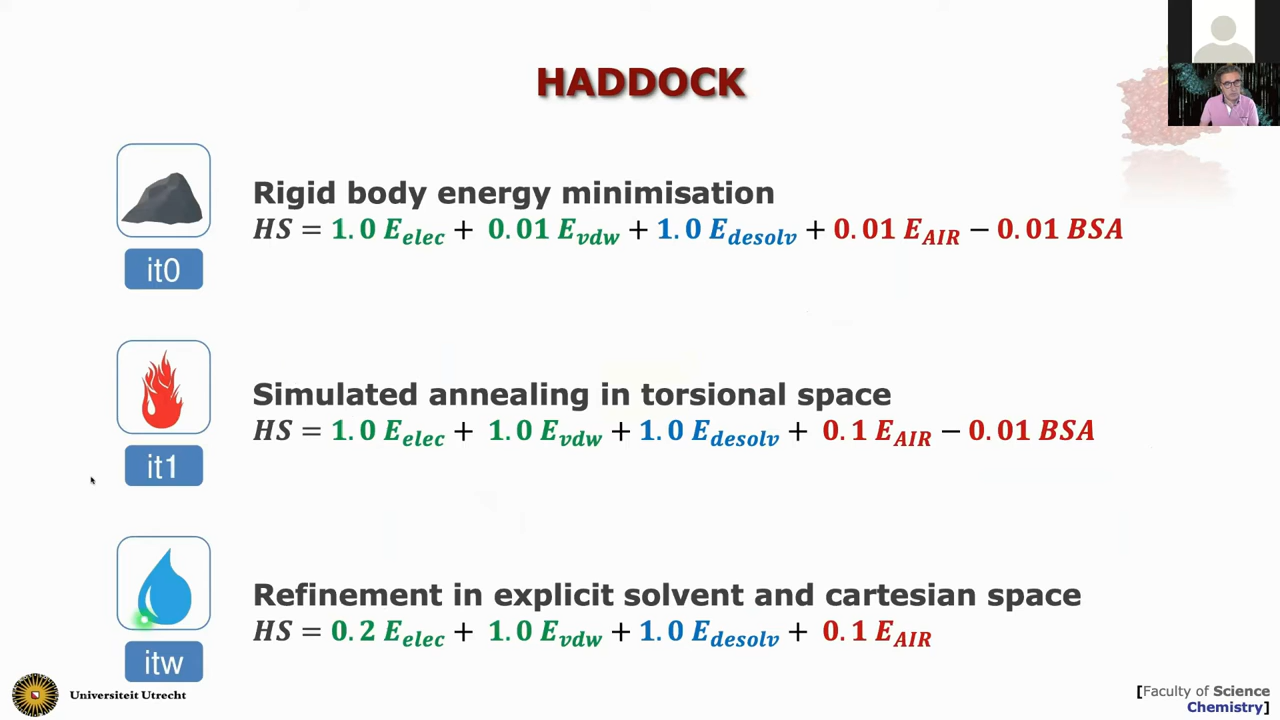 HADDOCK
Rigid body energy minimisation
HS = 1.0 E_elec + 0.01 E_vdw + 1.0 E_desolv + 0.01 E_AIR − 0.01 BSA
it0
Simulated annealing in torsional space
HS = 1.0 E_elec + 1.0 E_vdw + 1.0 E_desolv + 0.1 E_AIR − 0.01 BSA
it1
Refinement in explicit solvent and cartesian space
HS = 0.2 E_elec + 1.0 E_vdw + 1.0 E_desolv + 0.1 E_AIR
itw
Universiteit Utrecht
[Faculty of Science
Chemistry]